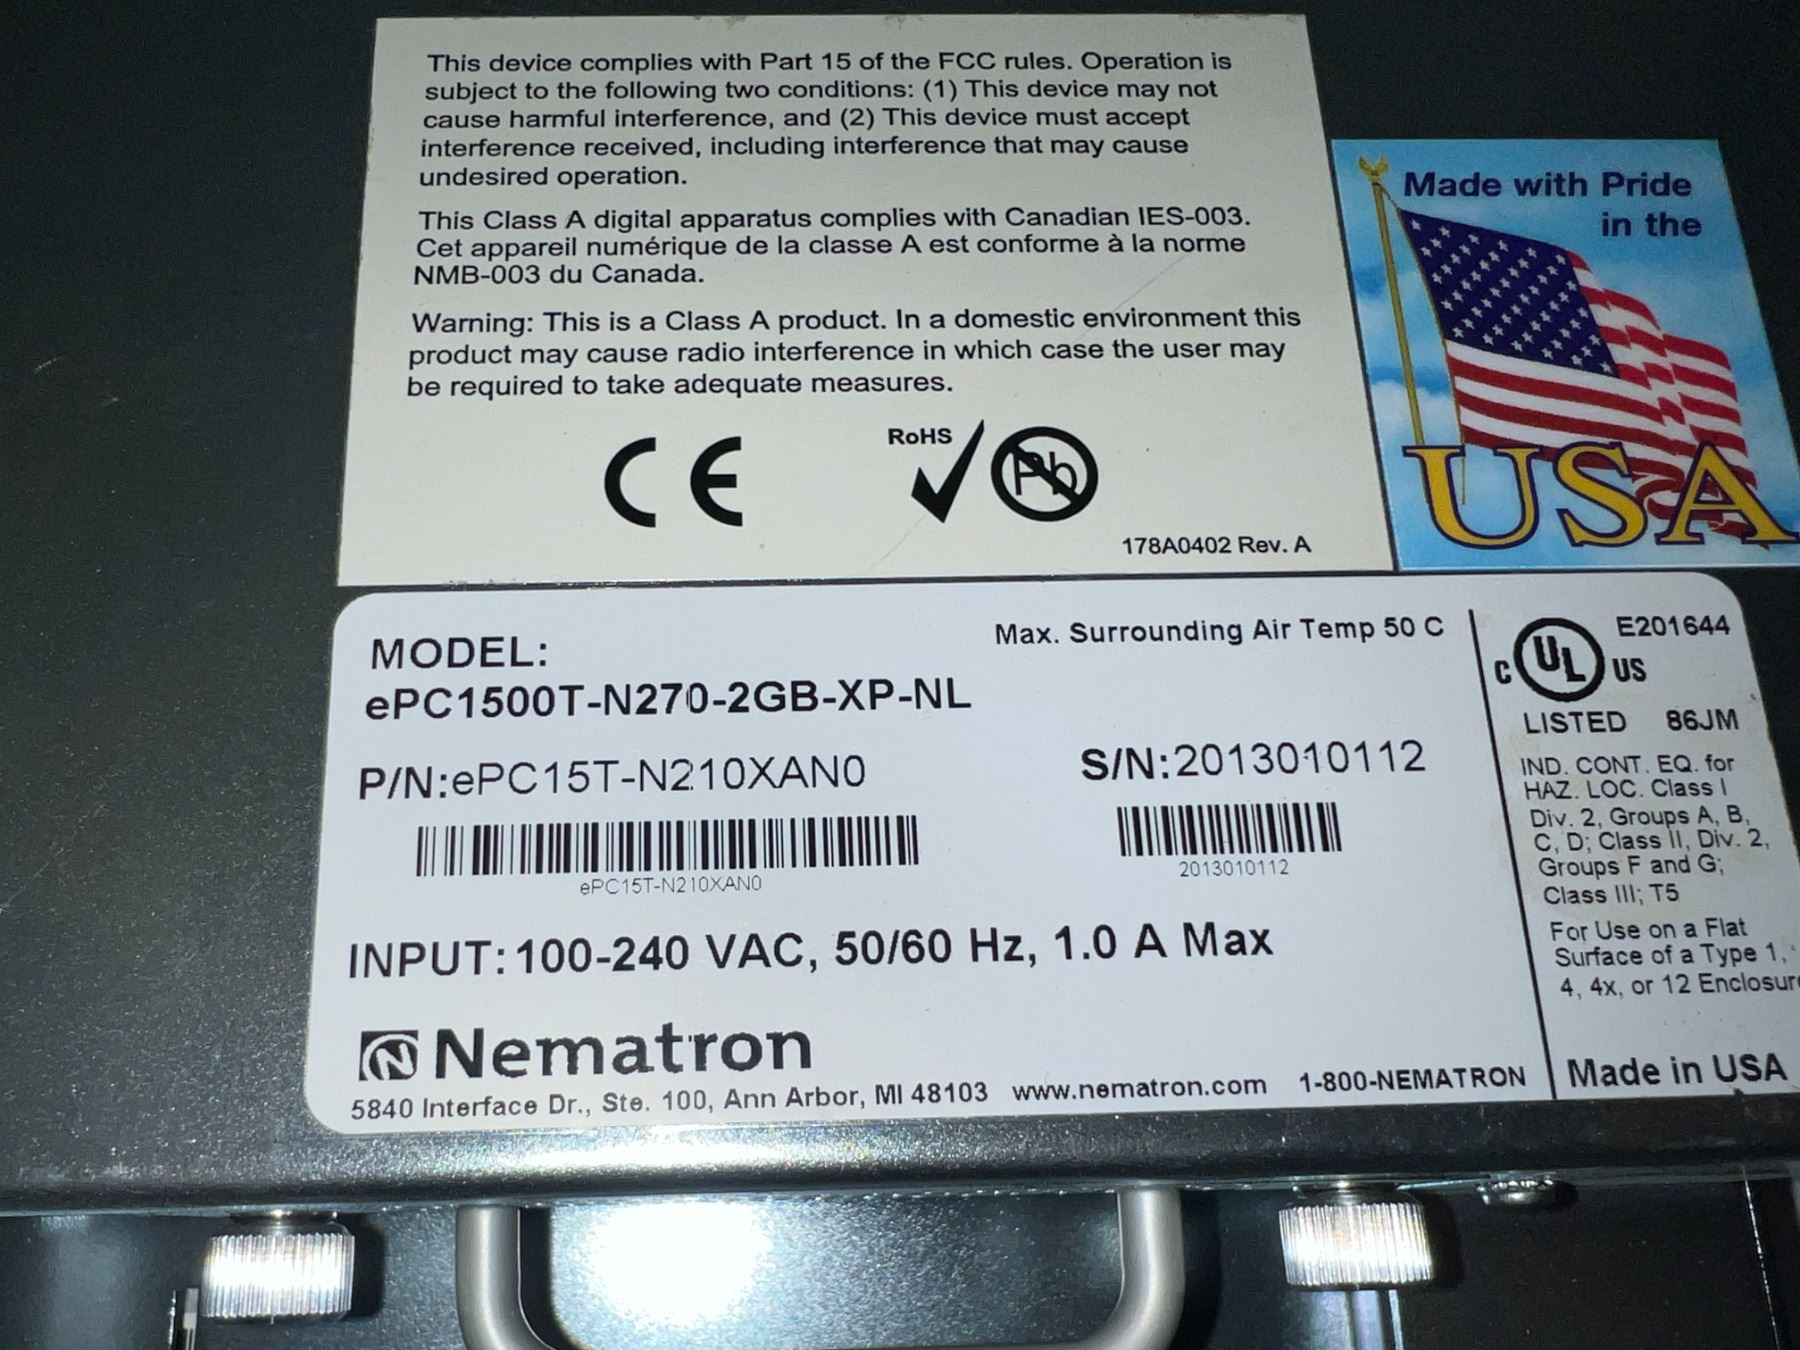 This device complies with Part 15 of the FCC rules. Operation is
subject to the following two conditions: (1) This device may not
cause harmful interference, and (2) This device must accept
interference received, including interference that may cause
undesired operation.
This Class A digital apparatus complies with Canadian IES-003.
Cet appareil numérique de la classe A est conforme à la norme
NMB-003 du Canada.
Warning: This is a Class A product. In a domestic environment this
product may cause radio interference in which case the user may
be required to take adequate measures.
CE
RoHS
Pb
178A0402 Rev. A
Made with Pride
in the
USA
MODEL:
ePC1500T-N270-2GB-XP-NL
Max. Surrounding Air Temp 50 C
P/N:ePC15T-N210XAN0
S/N:2013010112
ePC15T-N210XAN0
2013010112
INPUT: 100-240 VAC, 50/60 Hz, 1.0 A Max
Nematron
5840 Interface Dr., Ste. 100, Ann Arbor, MI 48103 www.nematron.com 1-800-NEMATRON
E201644
C UL US
LISTED 86JM
IND. CONT. EQ. for
HAZ. LOC. Class I
Div. 2, Groups A, B,
C, D; Class II, Div. 2,
Groups F and G;
Class III; T5
For Use on a Flat
Surface of a Type 1,
4, 4x, or 12 Enclosure
Made in USA